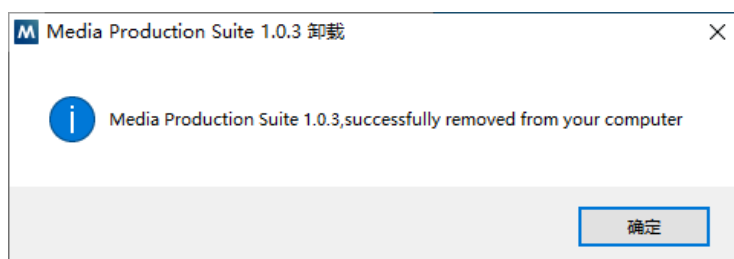 M Media Production Suite 1.0.3 卸载
Media Production Suite 1.0.3,successfully removed from your computer
确定